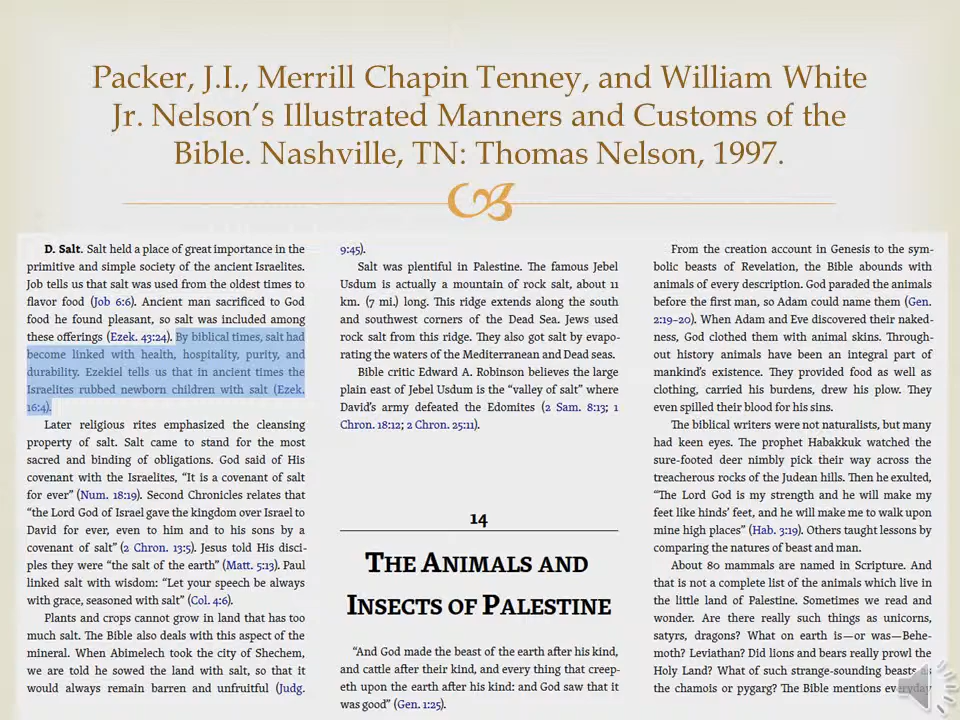 Packer, J.I., Merrill Chapin Tenney, and William White
Jr. Nelson’s Illustrated Manners and Customs of the
Bible. Nashville, TN: Thomas Nelson, 1997.
D. Salt. Salt held a place of great importance in the
primitive and simple society of the ancient Israelites.
Job tells us that salt was used from the oldest times to
flavor food (Job 6:6). Ancient man sacrificed to God
food he found pleasant, so salt was included among
these offerings (Ezek. 43:24). By biblical times, salt had
become linked with health, hospitality, purity, and
durability. Ezekiel tells us that in ancient times the
Israelites rubbed newborn children with salt (Ezek.
16:4).
Later religious rites emphasized the cleansing
property of salt. Salt came to stand for the most
sacred and binding of obligations. God said of His
covenant with the Israelites, “It is a covenant of salt
for ever” (Num. 18:19). Second Chronicles relates that
“the Lord God of Israel gave the kingdom over Israel to
David for ever, even to him and to his sons by a
covenant of salt” (2 Chron. 13:5). Jesus told His disci-
ples they were “the salt of the earth” (Matt. 5:13). Paul
linked salt with wisdom: “Let your speech be always
with grace, seasoned with salt” (Col. 4:6).
Plants and crops cannot grow in land that has too
much salt. The Bible also deals with this aspect of the
mineral. When Abimelech took the city of Shechem,
we are told he sowed the land with salt, so that it
would always remain barren and unfruitful (Judg.
9:45).
Salt was plentiful in Palestine. The famous Jebel
Usdum is actually a mountain of rock salt, about 11
km. (7 mi.) long. This ridge extends along the south
and southwest corners of the Dead Sea. Jews used
rock salt from this ridge. They also got salt by evapo-
rating the waters of the Mediterranean and Dead seas.
Bible critic Edward A. Robinson believes the large
plain east of Jebel Usdum is the “valley of salt” where
David’s army defeated the Edomites (2 Sam. 8:13; 1
Chron. 18:12; 2 Chron. 25:11).
14
The Animals and
Insects of Palestine
“And God made the beast of the earth after his kind,
and cattle after their kind, and every thing that creep-
eth upon the earth after his kind: and God saw that it
was good” (Gen. 1:25).
From the creation account in Genesis to the sym-
bolic beasts of Revelation, the Bible abounds with
animals of every description. God paraded the animals
before the first man, so Adam could name them (Gen.
2:19–20). When Adam and Eve discovered their naked-
ness, God clothed them with animal skins. Through-
out history animals have been an integral part of
mankind’s existence. They provided food as well as
clothing, carried his burdens, drew his plow. They
even spilled their blood for his sins.
The biblical writers were not naturalists, but many
had keen eyes. The prophet Habakkuk watched the
sure-footed deer nimbly pick their way across the
treacherous rocks of the Judean hills. Then he exulted,
“The Lord God is my strength and he will make my
feet like hinds’ feet, and he will make me to walk upon
mine high places” (Hab. 3:19). Others taught lessons by
comparing the natures of beast and man.
About 80 mammals are named in Scripture. And
that is not a complete list of the animals which live in
the little land of Palestine. Sometimes we read and
wonder. Are there really such things as unicorns,
satyrs, dragons? What on earth is—or was—Behe-
moth? Leviathan? Did lions and bears really prowl the
Holy Land? What of such strange-sounding beasts as
the chamois or pygarg? The Bible mentions everyday